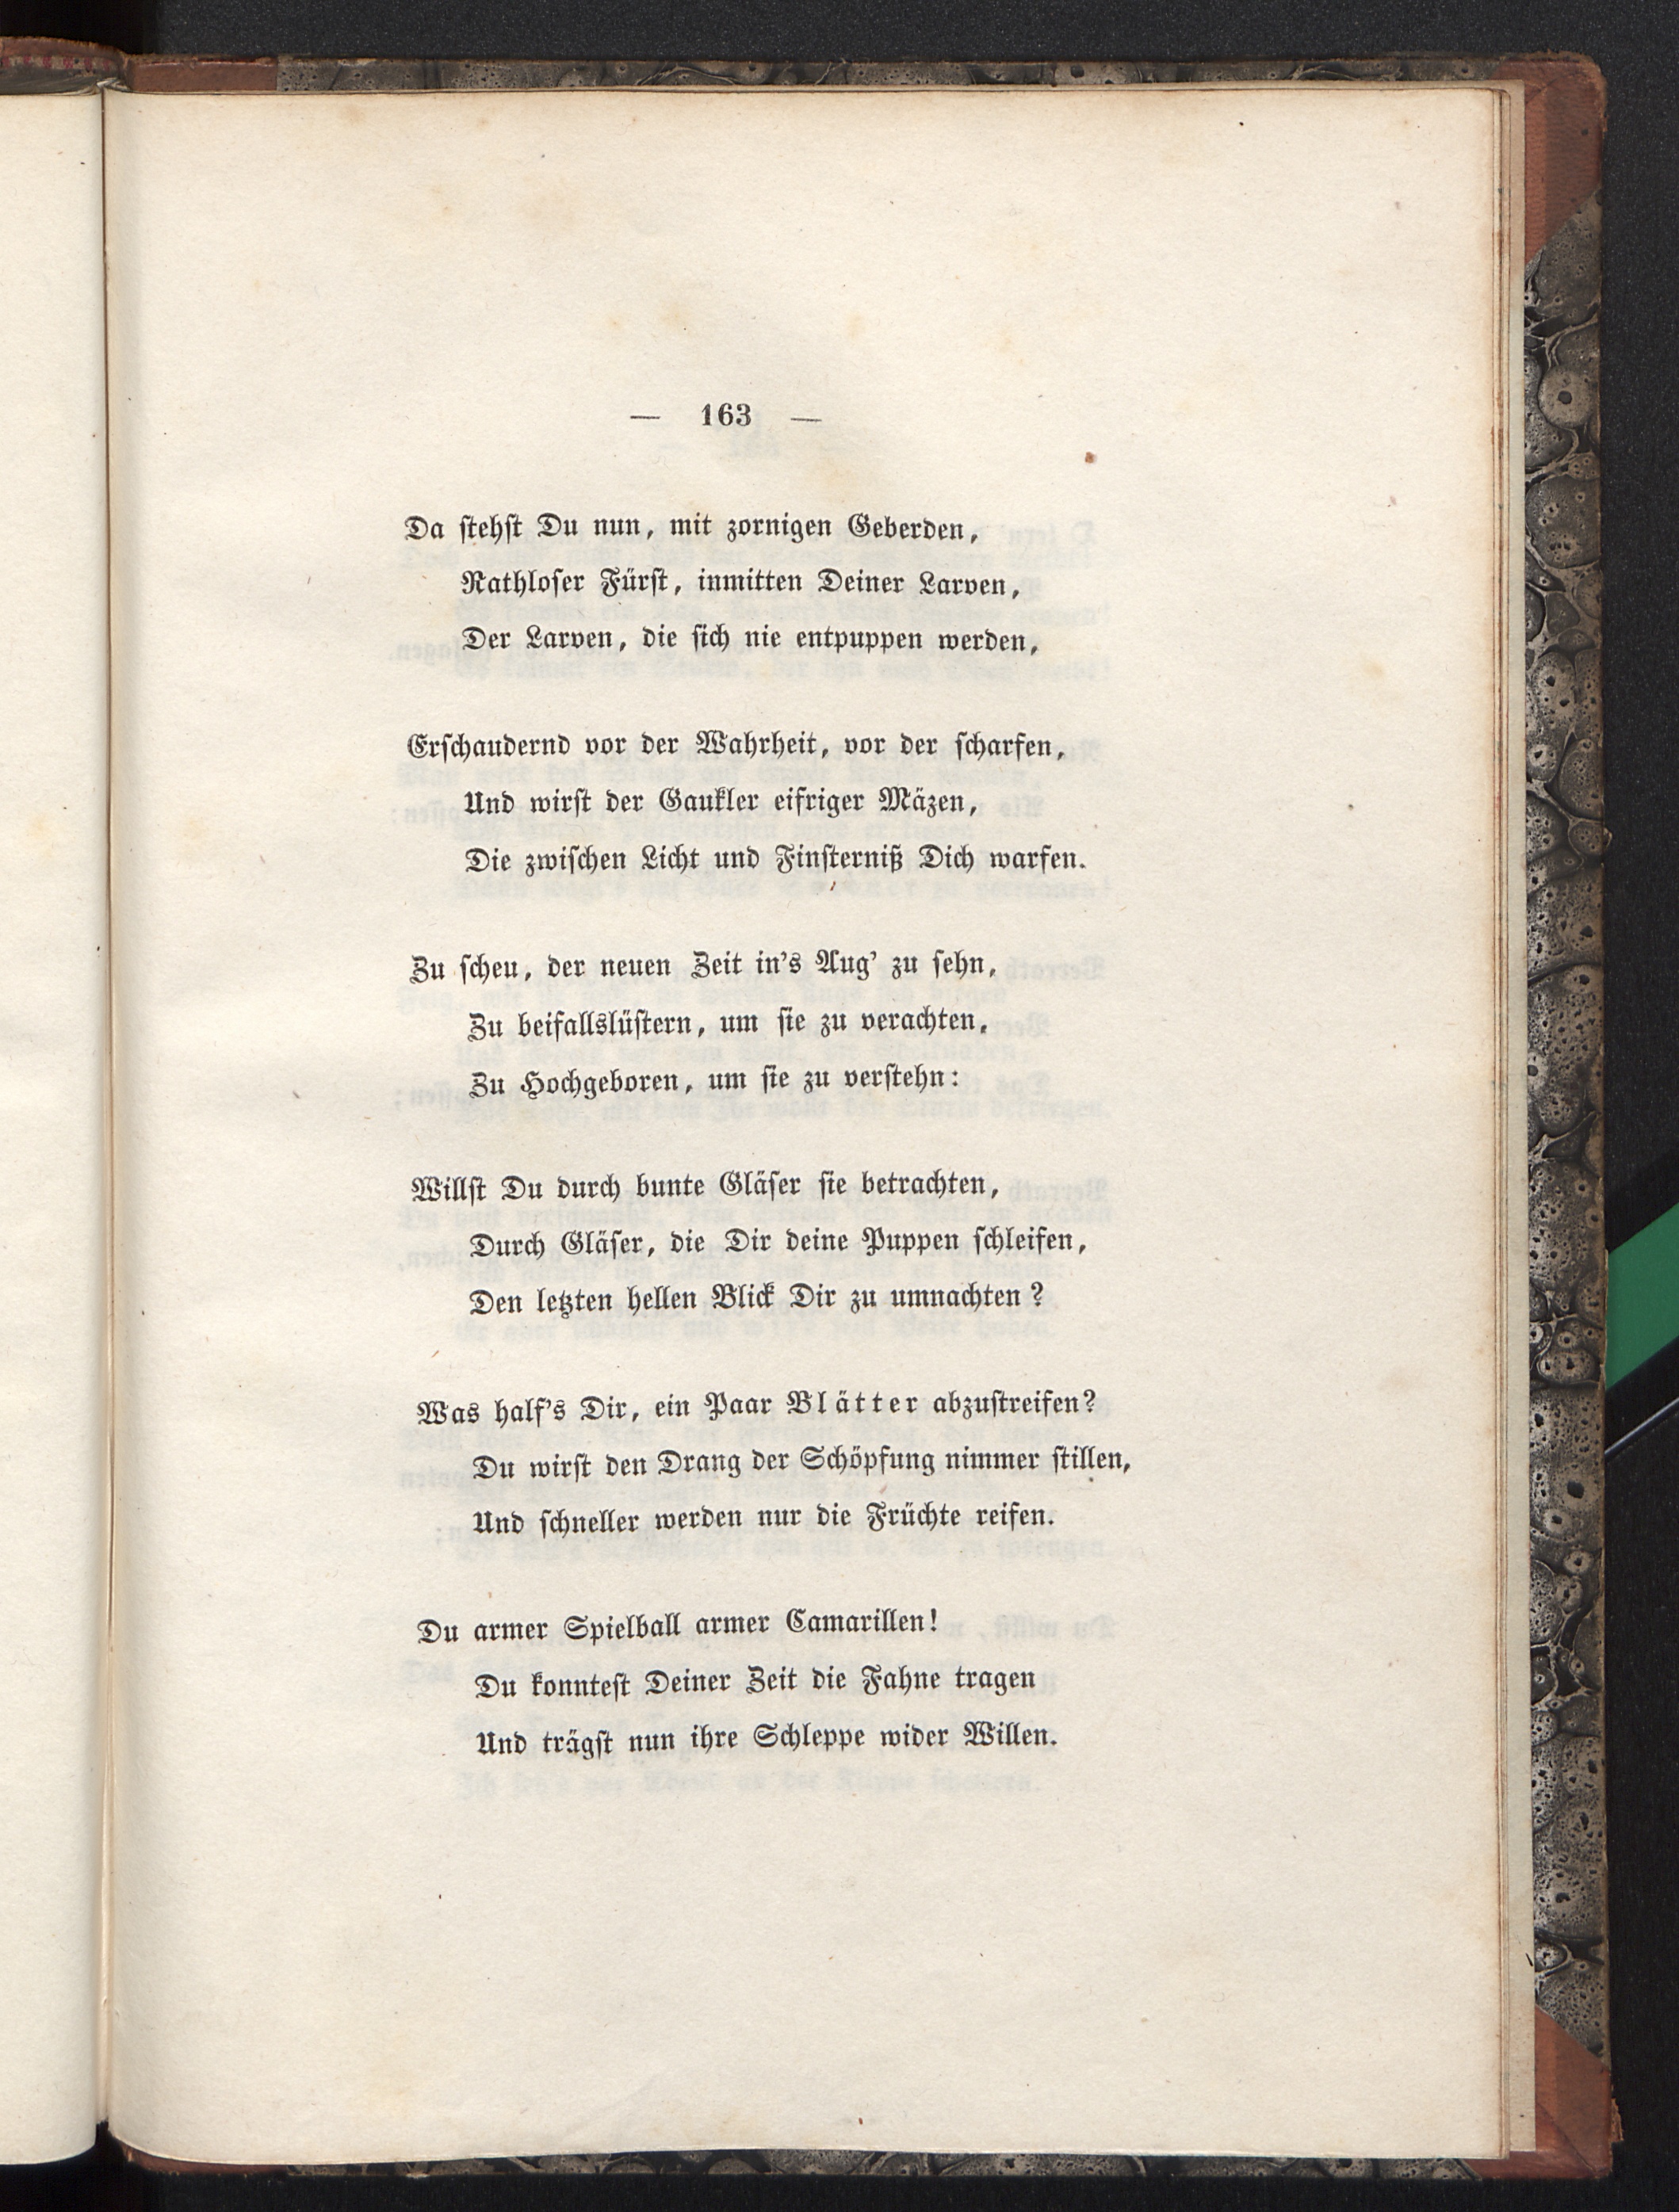 — 163 —
Da stehst Du nun, mit zornigen Geberden,
Rathloser Fürst, inmitten Deiner Larven,
Der Larven, die sich nie entpuppen werden,
Erschaudernd vor der Wahrheit, vor der scharfen,
Und wirst der Gaukler eifriger Mäzen,
Die zwischen Licht und Finsterniß Dich warfen.
Zu scheu, der neuen Zeit in's Aug' zu sehn,
Zu beifallslüstern, um sie zu verachten,
Zu Hochgeboren, um sie zu verstehn:
Willst Du durch bunte Gläser sie betrachten,
Durch Gläser, die Dir deine Puppen schleifen,
Den letzten hellen Blick Dir zu umnachten?
Was half's Dir, ein Paar Blätter abzustreifen?
Du wirst den Drang der Schöpfung nimmer stillen,
Und schneller werden nur die Früchte reifen.
Du armer Spielball armer Camarillen!
Du konntest Deiner Zeit die Fahne tragen
Und trägst nun ihre Schleppe wider Willen.